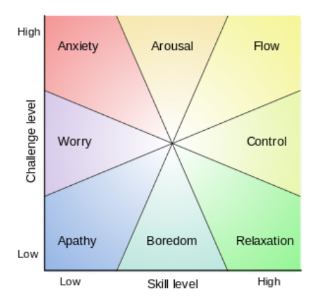 High
Anxiety
Arousal
Flow
Challenge level
Worry
Control
Apathy
Boredom
Relaxation
Low
Low
Skill level
High